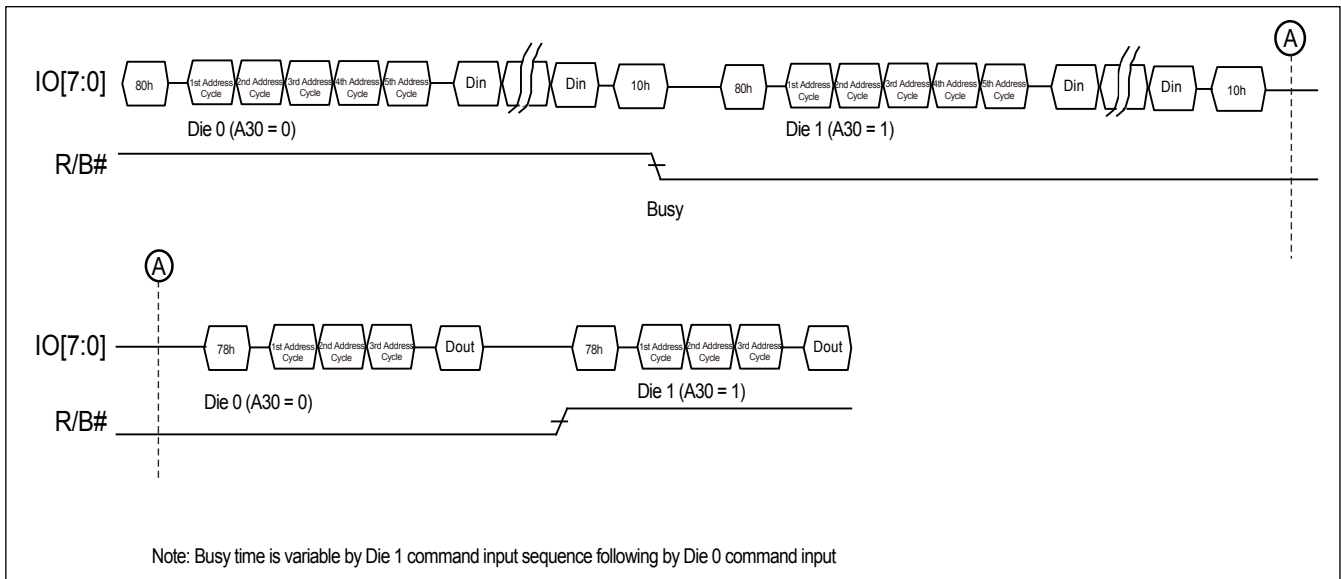 A
IO[7:0] 80h 1st Address Cycle 2nd Address Cycle 3rd Address Cycle 4th Address Cycle 5th Address Cycle Din Din 10h 80h 1st Address Cycle 2nd Address Cycle 3rd Address Cycle 4th Address Cycle 5th Address Cycle Din Din 10h
Die 0 (A30 = 0) Die 1 (A30 = 1)
R/B#
Busy
A
IO[7:0] 78h 1st Address Cycle 2nd Address Cycle 3rd Address Cycle Dout 78h 1st Address Cycle 2nd Address Cycle 3rd Address Cycle Dout
Die 0 (A30 = 0) Die 1 (A30 = 1)
R/B#
Note: Busy time is variable by Die 1 command input sequence following by Die 0 command input